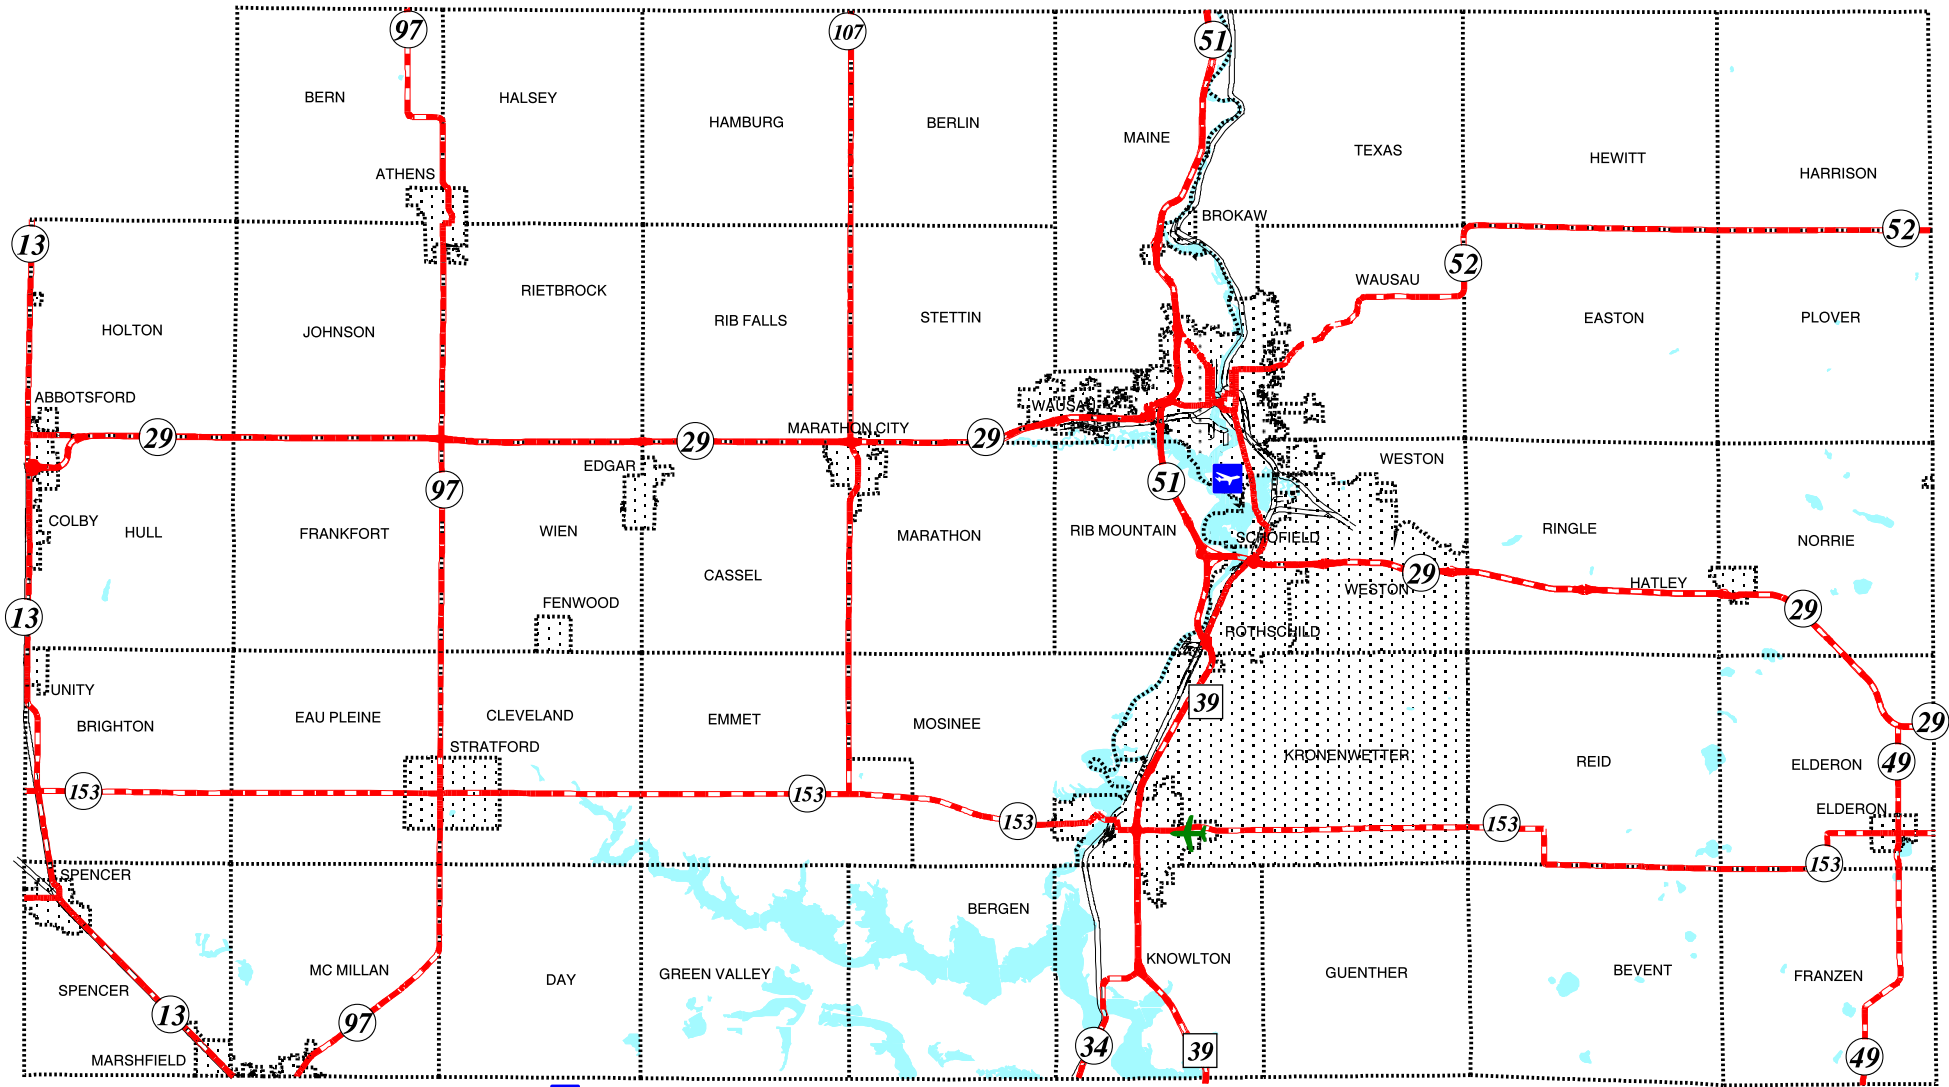 97
107
51
BERN
HALSEY
HAMBURG
BERLIN
MAINE
TEXAS
HEWITT
HARRISON
ATHENS
BROKAW
13
52
52
WAUSAU
RIETBROCK
HOLTON
JOHNSON
RIB FALLS
STETTIN
EASTON
PLOVER
ABBOTSFORD
WAUSAU
MARATHON CITY
29
29
29
EDGAR
WESTON
97
51
COLBY
HULL
FRANKFORT
WIEN
MARATHON
RIB MOUNTAIN
SCHOFIELD
RINGLE
NORRIE
CASSEL
29
WESTON
HATLEY
FENWOOD
29
13
ROTHSCHILD
UNITY
39
BRIGHTON
EAU PLEINE
CLEVELAND
EMMET
MOSINEE
29
STRATFORD
KRONENWETTER
REID
ELDERON
49
153
153
153
153
ELDERON
153
SPENCER
BERGEN
KNOWLTON
SPENCER
MC MILLAN
DAY
GREEN VALLEY
GUENTHER
BEVENT
FRANZEN
13
97
34
39
49
MARSHFIELD